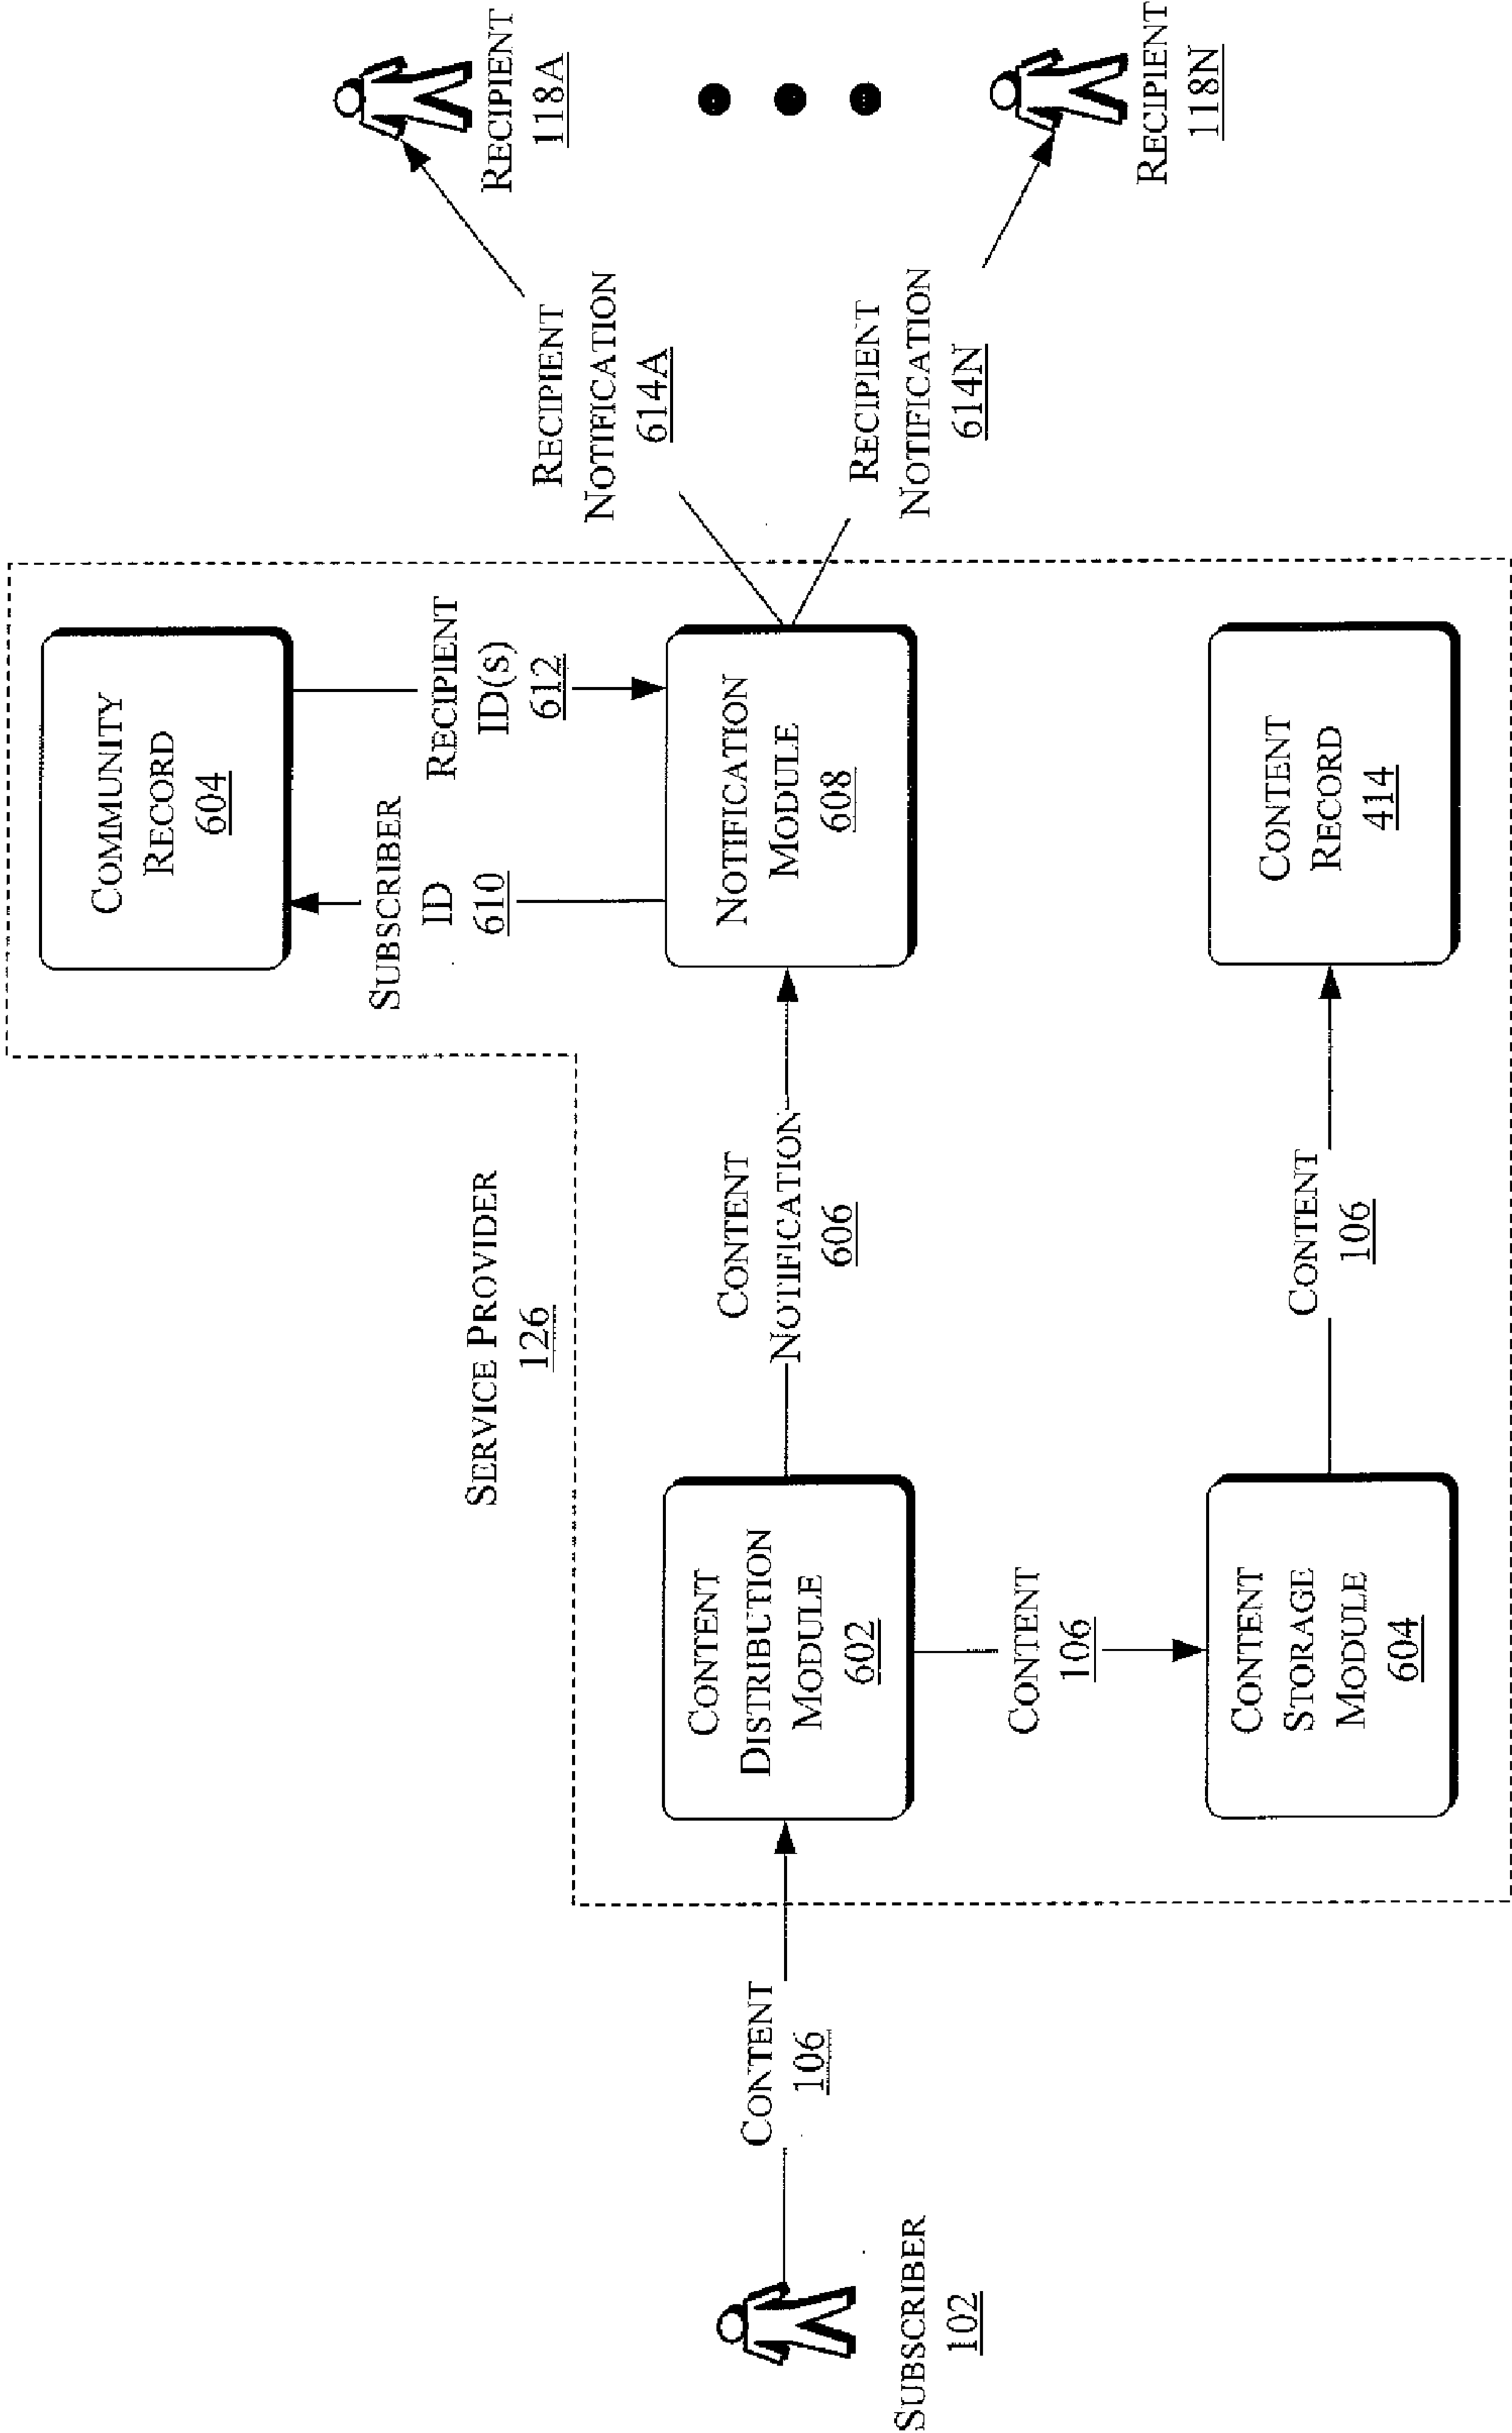 SERVICE PROVIDER
126
COMMUNITY
RECORD
604
SUBSCRIBER
ID
610
RECIPIENT
ID(S)
612
RECIPIENT
118A
RECIPIENT
NOTIFICATION
614A
SUBSCRIBER
102
CONTENT
106
CONTENT
DISTRIBUTION
MODULE
602
CONTENT
NOTIFICATION
606
NOTIFICATION
MODULE
608
RECIPIENT
NOTIFICATION
614N
RECIPIENT
118N
CONTENT
106
CONTENT
STORAGE
MODULE
604
CONTENT
106
CONTENT
RECORD
414